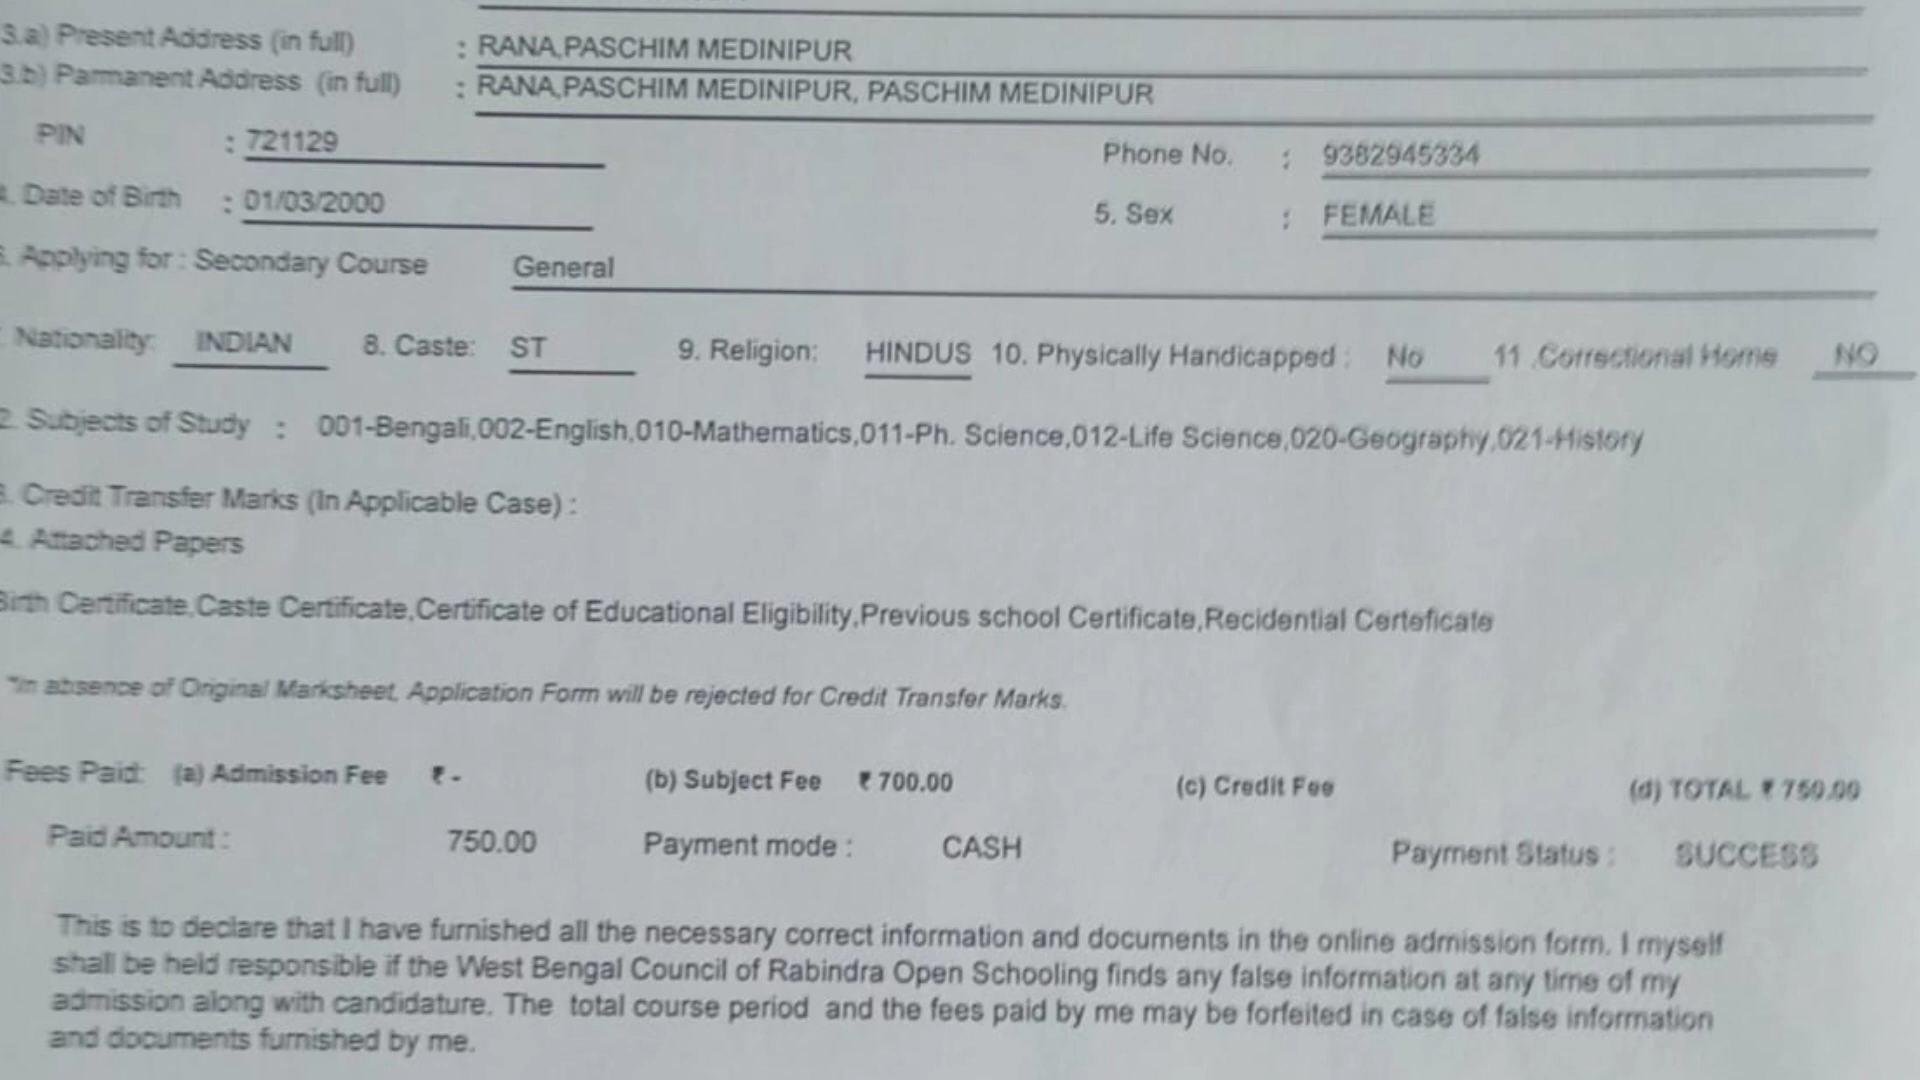 3.a) Present Address (in full) : RANA,PASCHIM MEDINIPUR
3.b) Parmanent Address (in full) : RANA,PASCHIM MEDINIPUR, PASCHIM MEDINIPUR
PIN : 721129 Phone No. : 9382945334
4. Date of Birth : 01/03/2000 5. Sex : FEMALE
. Applying for : Secondary Course General
Nationality: INDIAN 8. Caste: ST 9. Religion: HINDUS 10. Physically Handicapped : No 11 .Correctional Home NO
2. Subjects of Study : 001-Bengali,002-English,010-Mathematics,011-Ph. Science,012-Life Science,020-Geography,021-History
3. Credit Transfer Marks (In Applicable Case) :
4. Attached Papers
Birth Certificate,Caste Certificate,Certificate of Educational Eligibility,Previous school Certificate,Recidential Certeficate
*In absence of Original Marksheet, Application Form will be rejected for Credit Transfer Marks.
Fees Paid: (a) Admission Fee ₹ - (b) Subject Fee ₹ 700.00 (c) Credit Fee (d) TOTAL ₹ 750.00
Paid Amount : 750.00 Payment mode : CASH Payment Status : SUCCESS
This is to declare that I have furnished all the necessary correct information and documents in the online admission form. I myself
shall be held responsible if the West Bengal Council of Rabindra Open Schooling finds any false information at any time of my
admission along with candidature. The total course period and the fees paid by me may be forfeited in case of false information
and documents furnished by me.